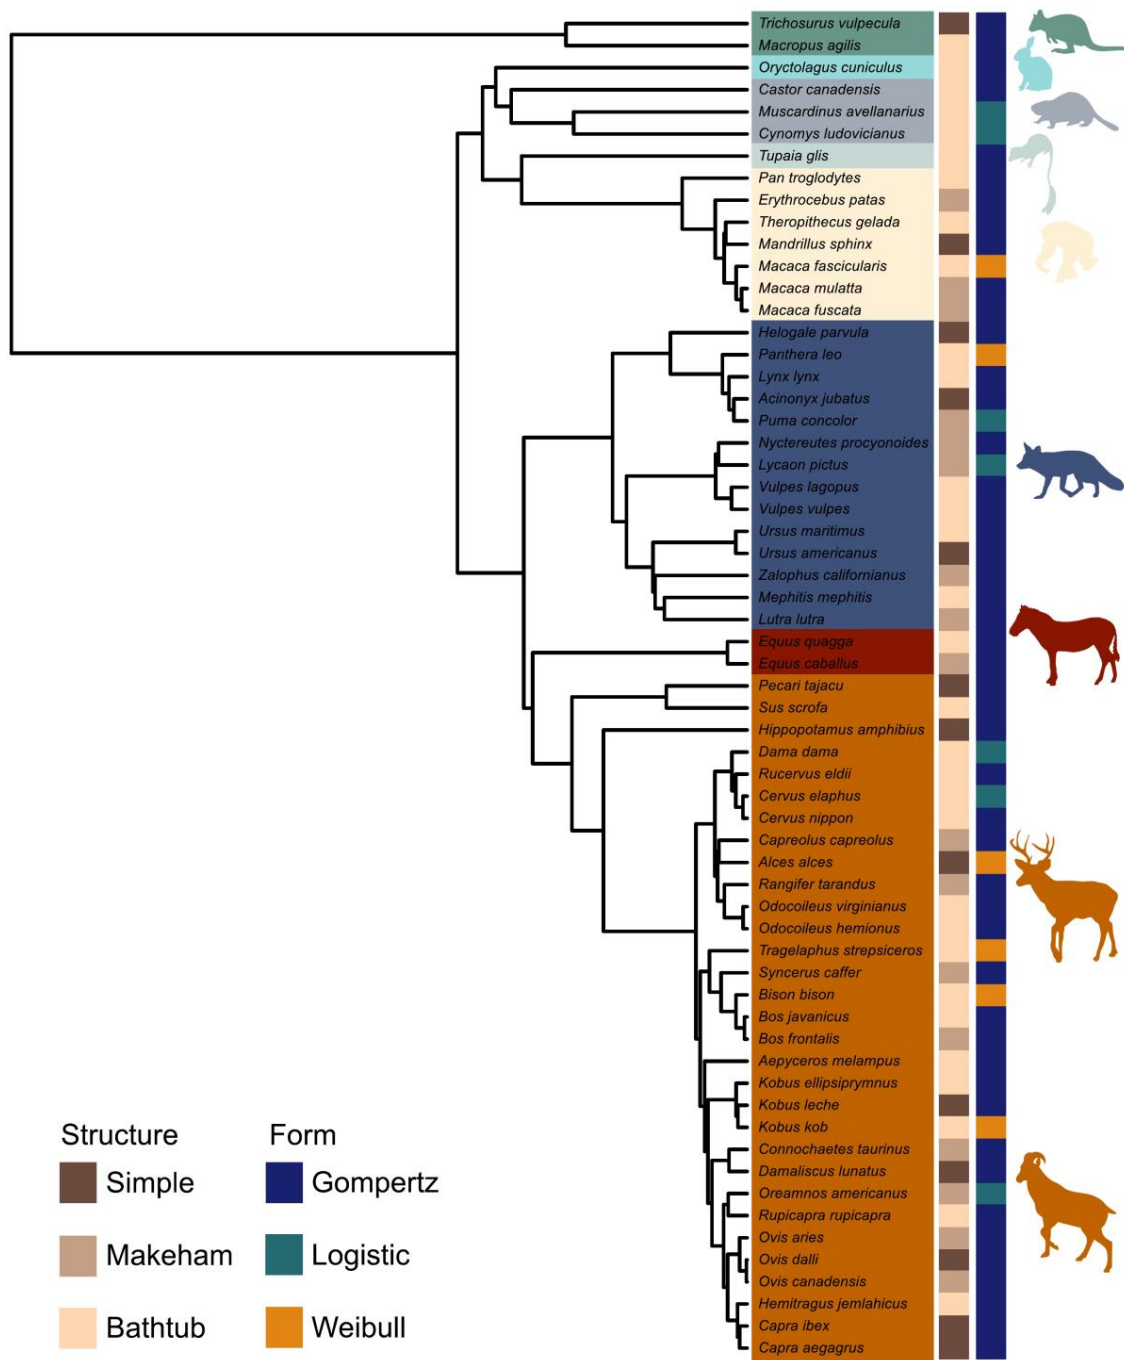 Trichosurus vulpecula
Macropus agilis
Oryctolagus cuniculus
Castor canadensis
Muscardinus avellanarius
Cynomys ludovicianus
Tupaia glis
Pan troglodytes
Erythrocebus patas
Theropithecus gelada
Mandrillus sphinx
Macaca fascicularis
Macaca mulatta
Macaca fuscata
Helogale parvula
Panthera leo
Lynx lynx
Acinonyx jubatus
Puma concolor
Nyctereutes procyonoides
Lycaon pictus
Vulpes lagopus
Vulpes vulpes
Ursus maritimus
Ursus americanus
Zalophus californianus
Mephitis mephitis
Lutra lutra
Equus quagga
Equus caballus
Pecari tajacu
Sus scrofa
Hippopotamus amphibius
Dama dama
Rucervus eldii
Cervus elaphus
Cervus nippon
Capreolus capreolus
Alces alces
Rangifer tarandus
Odocoileus virginianus
Odocoileus hemionus
Tragelaphus strepsiceros
Syncerus caffer
Bison bison
Bos javanicus
Bos frontalis
Aepyceros melampus
Kobus ellipsiprymnus
Kobus leche
Kobus kob
Connochaetes taurinus
Damaliscus lunatus
Oreamnos americanus
Rupicapra rupicapra
Ovis aries
Ovis dalli
Ovis canadensis
Hemitragus jemlahicus
Capra ibex
Capra aegagrus
Structure
Simple
Makeham
Bathtub
Form
Gompertz
Logistic
Weibull